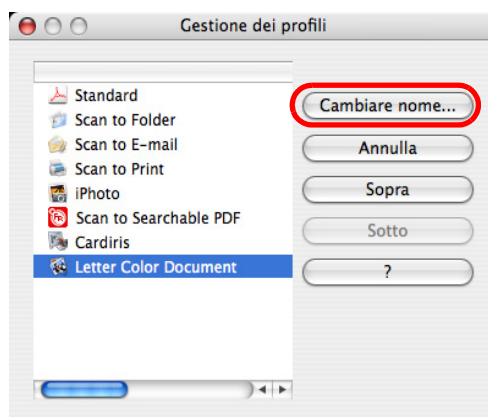 Gestione dei profili
Standard
Scan to Folder
Scan to E-mail
Scan to Print
iPhoto
Scan to Searchable PDF
Cardiris
Letter Color Document
Cambiare nome...
Annulla
Sopra
Sotto
?